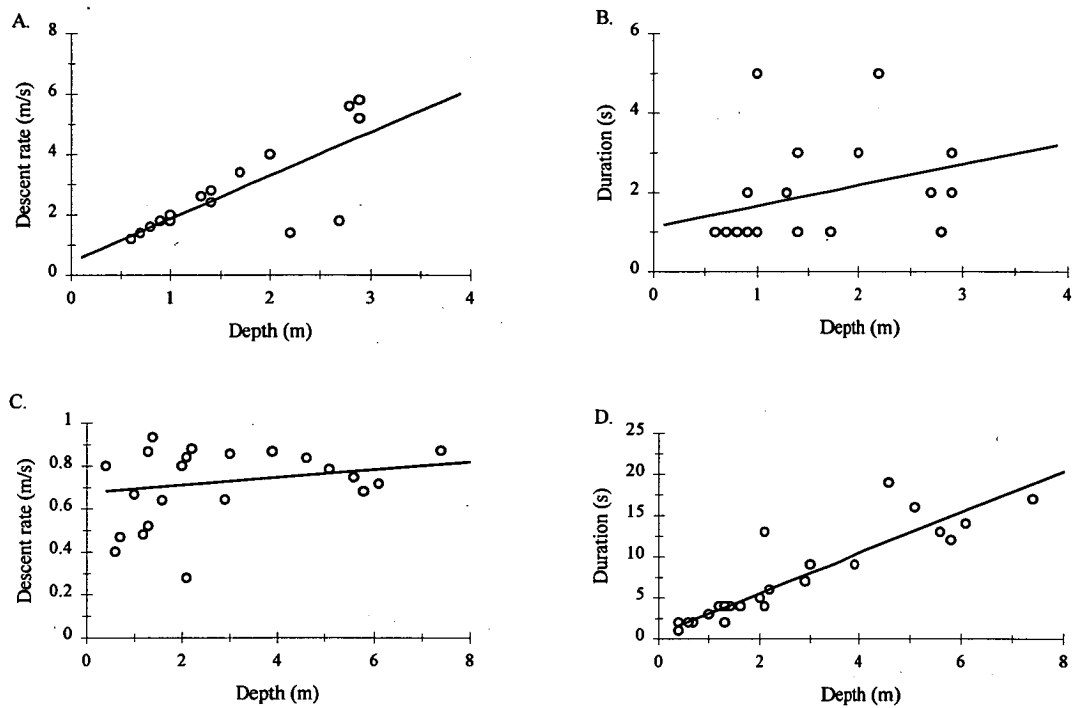 A.
Descent rate (m/s)
8
6
4
2
0
0 1 2 3 4
Depth (m)
B.
Duration (s)
6
4
2
0
0 1 2 3 4
Depth (m)
C.
Descent rate (m/s)
1
0.8
0.6
0.4
0.2
0
0 2 4 6 8
Depth (m)
D.
Duration (s)
25
20
15
10
5
0
0 2 4 6 8
Depth (m)